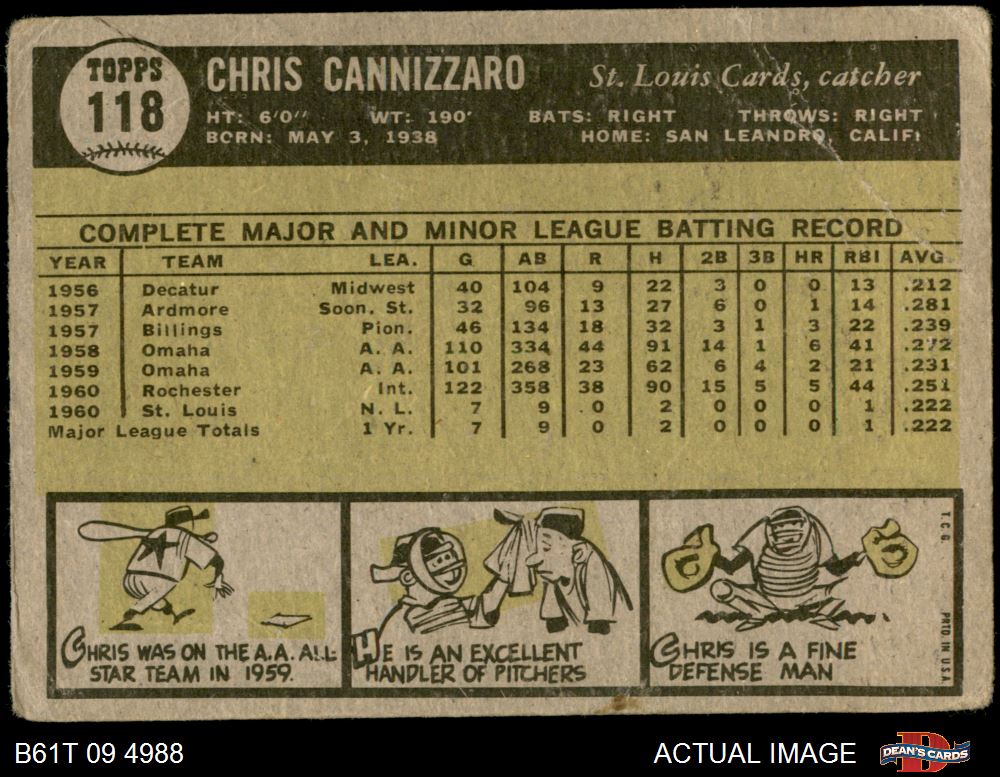 TOPPS
118
CHRIS CANNIZZARO
St. Louis Cards, catcher
HT: 6'0" WT: 190' BATS: RIGHT THROWS: RIGHT
BORN: MAY 3, 1938 HOME: SAN LEANDRO, CALIF.
COMPLETE MAJOR AND MINOR LEAGUE BATTING RECORD
YEAR TEAM LEA. G AB R H 2B 3B HR RBI AVG.
1956 Decatur Midwest 40 104 9 22 3 0 0 13 .212
1957 Ardmore Soon. St. 32 96 13 27 6 0 1 14 .281
1957 Billings Pion. 46 134 18 32 3 1 3 22 .239
1958 Omaha A. A. 110 334 44 91 14 1 6 41 .272
1959 Omaha A. A. 101 268 23 62 6 4 2 21 .231
1960 Rochester Int. 122 358 38 90 15 5 5 44 .251
1960 St. Louis N. L. 7 9 0 2 0 0 0 1 .222
Major League Totals 1 Yr. 7 9 0 2 0 0 0 1 .222
CHRIS WAS ON THE A.A. ALL-
STAR TEAM IN 1959.
HE IS AN EXCELLENT
HANDLER OF PITCHERS
CHRIS IS A FINE
DEFENSE MAN
T.C.G.
PRTD. IN U.S.A.
B61T 09 4988
ACTUAL IMAGE
D
DEAN'S CARDS